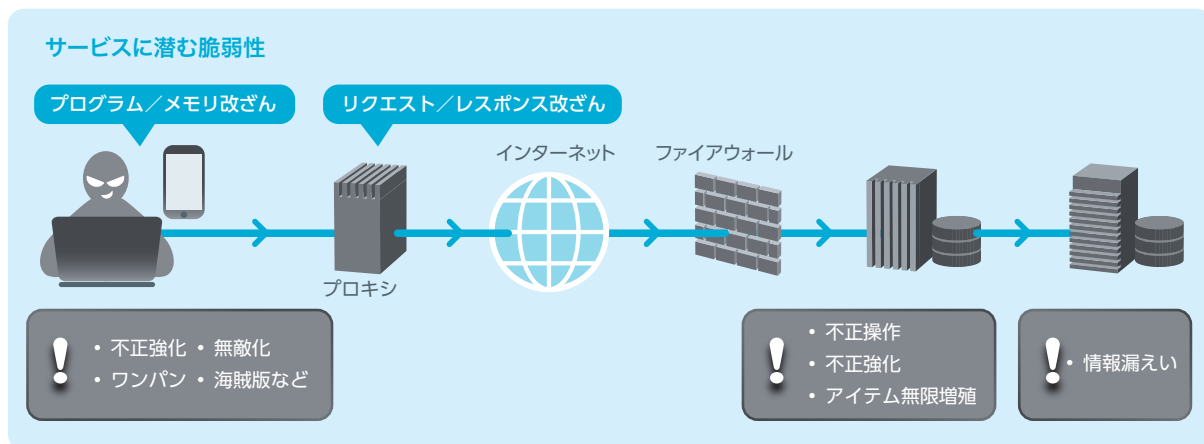 サービスに潜む脆弱性
プログラム／メモリ改ざん
リクエスト／レスポンス改ざん
インターネット
ファイアウォール
プロキシ
・不正強化 ・無敵化
・ワンパン ・海賊版など
・不正操作
・不正強化
・アイテム無限増殖
・情報漏えい